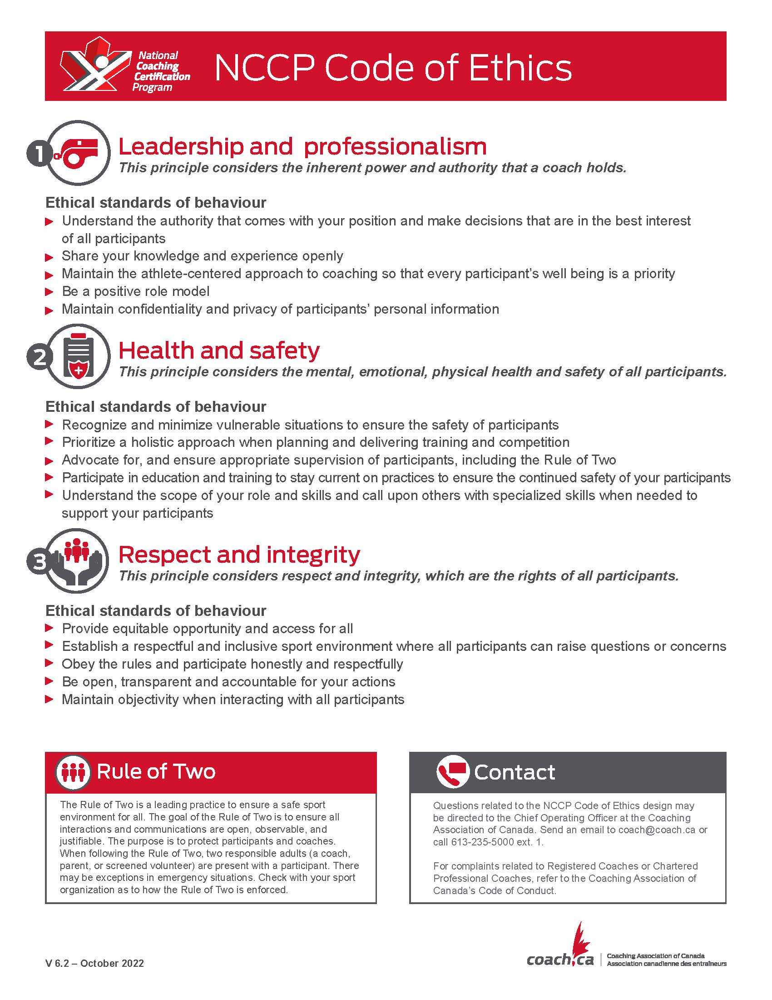 National
Coaching
Certification
Program
NCCP Code of Ethics
1
Leadership and professionalism
This principle considers the inherent power and authority that a coach holds.
Ethical standards of behaviour
Understand the authority that comes with your position and make decisions that are in the best interest
of all participants
Share your knowledge and experience openly
Maintain the athlete-centered approach to coaching so that every participant’s well being is a priority
Be a positive role model
Maintain confidentiality and privacy of participants’ personal information
2
Health and safety
This principle considers the mental, emotional, physical health and safety of all participants.
Ethical standards of behaviour
Recognize and minimize vulnerable situations to ensure the safety of participants
Prioritize a holistic approach when planning and delivering training and competition
Advocate for, and ensure appropriate supervision of participants, including the Rule of Two
Participate in education and training to stay current on practices to ensure the continued safety of your participants
Understand the scope of your role and skills and call upon others with specialized skills when needed to
support your participants
3
Respect and integrity
This principle considers respect and integrity, which are the rights of all participants.
Ethical standards of behaviour
Provide equitable opportunity and access for all
Establish a respectful and inclusive sport environment where all participants can raise questions or concerns
Obey the rules and participate honestly and respectfully
Be open, transparent and accountable for your actions
Maintain objectivity when interacting with all participants
Rule of Two
The Rule of Two is a leading practice to ensure a safe sport
environment for all. The goal of the Rule of Two is to ensure all
interactions and communications are open, observable, and
justifiable. The purpose is to protect participants and coaches.
When following the Rule of Two, two responsible adults (a coach,
parent, or screened volunteer) are present with a participant. There
may be exceptions in emergency situations. Check with your sport
organization as to how the Rule of Two is enforced.
Contact
Questions related to the NCCP Code of Ethics design may
be directed to the Chief Operating Officer at the Coaching
Association of Canada. Send an email to coach@coach.ca or
call 613-235-5000 ext. 1.
For complaints related to Registered Coaches or Chartered
Professional Coaches, refer to the Coaching Association of
Canada’s Code of Conduct.
V 6.2 – October 2022
coach.ca
Coaching Association of Canada
Association canadienne des entraîneurs